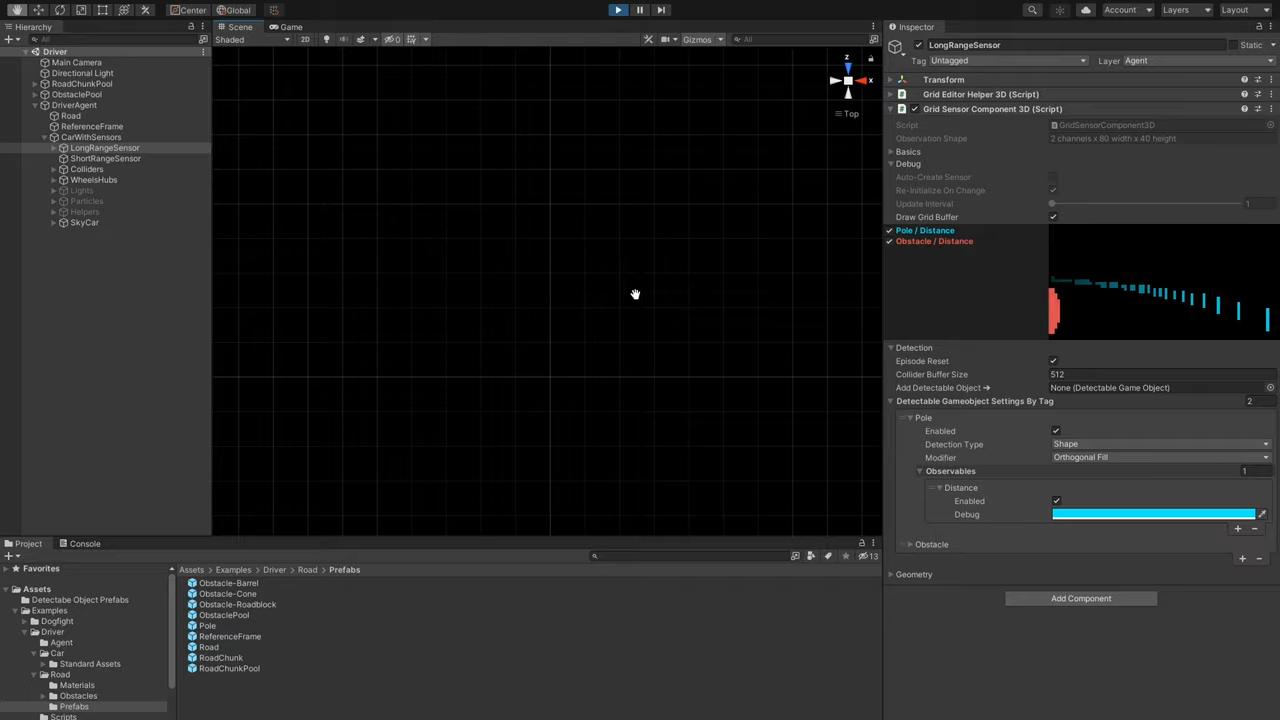 Center
Global
Account
Layers
Layout
Hierarchy
Scene
Game
Inspector
All
Shaded
2D
0
Gizmos
All
LongRangeSensor
Static
Tag
Untagged
Layer
Agent
Driver
Main Camera
Directional Light
RoadChunkPool
ObstaclePool
DriverAgent
Road
ReferenceFrame
CarWithSensors
LongRangeSensor
ShortRangeSensor
Colliders
WheelsHubs
Lights
Particles
Helpers
SkyCar
z
x
Top
Transform
Grid Editor Helper 3D (Script)
Grid Sensor Component 3D (Script)
Script
GridSensorComponent3D
Observation Shape
2 channels x 80 width x 40 height
Basics
Debug
Auto-Create Sensor
Re-Initialize On Change
Update Interval
1
Draw Grid Buffer
Pole / Distance
Obstacle / Distance
Detection
Episode Reset
Collider Buffer Size
512
Add Detectable Object
None (Detectable Game Object)
Detectable Gameobject Settings By Tag
2
Pole
Enabled
Detection Type
Shape
Modifier
Orthogonal Fill
Observables
1
Distance
Enabled
Debug
Obstacle
Geometry
Add Component
Project
Console
13
Favorites
Assets
Detectabe Object Prefabs
Examples
Dogfight
Driver
Agent
Car
Standard Assets
Road
Materials
Obstacles
Prefabs
Scripts
Assets
Examples
Driver
Road
Prefabs
Obstacle-Barrel
Obstacle-Cone
Obstacle-Roadblock
ObstaclePool
Pole
ReferenceFrame
Road
RoadChunk
RoadChunkPool